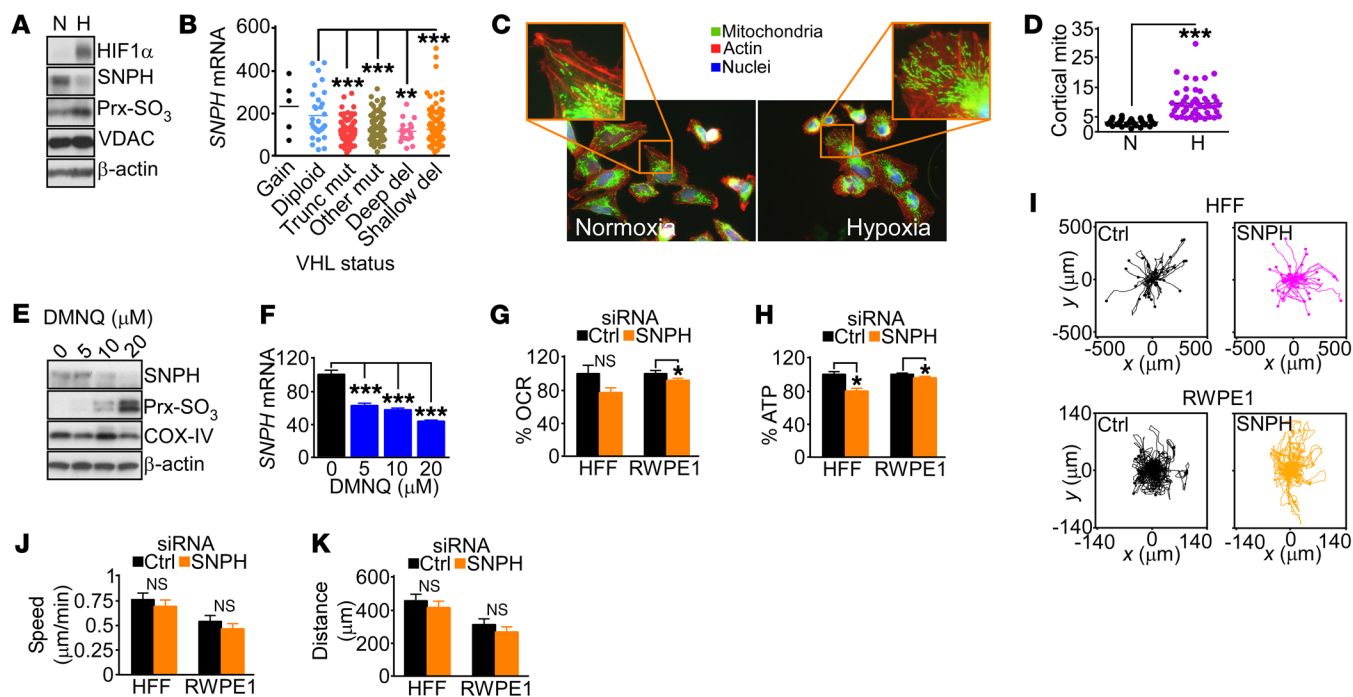 A
N H
HIF1α
SNPH
Prx-SO3
VDAC
β-actin
B
SNPH mRNA
600
400
200
0
***
***
***
**
Gain
Diploid
Trunc mut
Other mut
Deep del
Shallow del
VHL status
C
Mitochondria
Actin
Nuclei
Normoxia
Hypoxia
D
Cortical mito
35
25
15
5
0
***
N H
E
DMNQ (μM)
0 5 10 20
SNPH
Prx-SO3
COX-IV
β-actin
F
SNPH mRNA
120
80
40
0
*** *** ***
0 5 10 20
DMNQ (μM)
G
siRNA
Ctrl SNPH
% OCR
120
80
40
0
NS *
HFF RWPE1
H
siRNA
Ctrl SNPH
% ATP
120
80
40
0
* *
HFF RWPE1
I
HFF
Ctrl SNPH
y (μm)
500
0
-500
-500 0 500 -500 0 500
x (μm) x (μm)
RWPE1
Ctrl SNPH
y (μm)
140
0
-140
-140 0 140 -140 0 140
x (μm) x (μm)
J
siRNA
Ctrl SNPH
Speed
(μm/min)
1
0.75
0.5
0.25
0
NS NS
HFF RWPE1
K
siRNA
Ctrl SNPH
Distance
(μm)
600
400
200
0
NS NS
HFF RWPE1